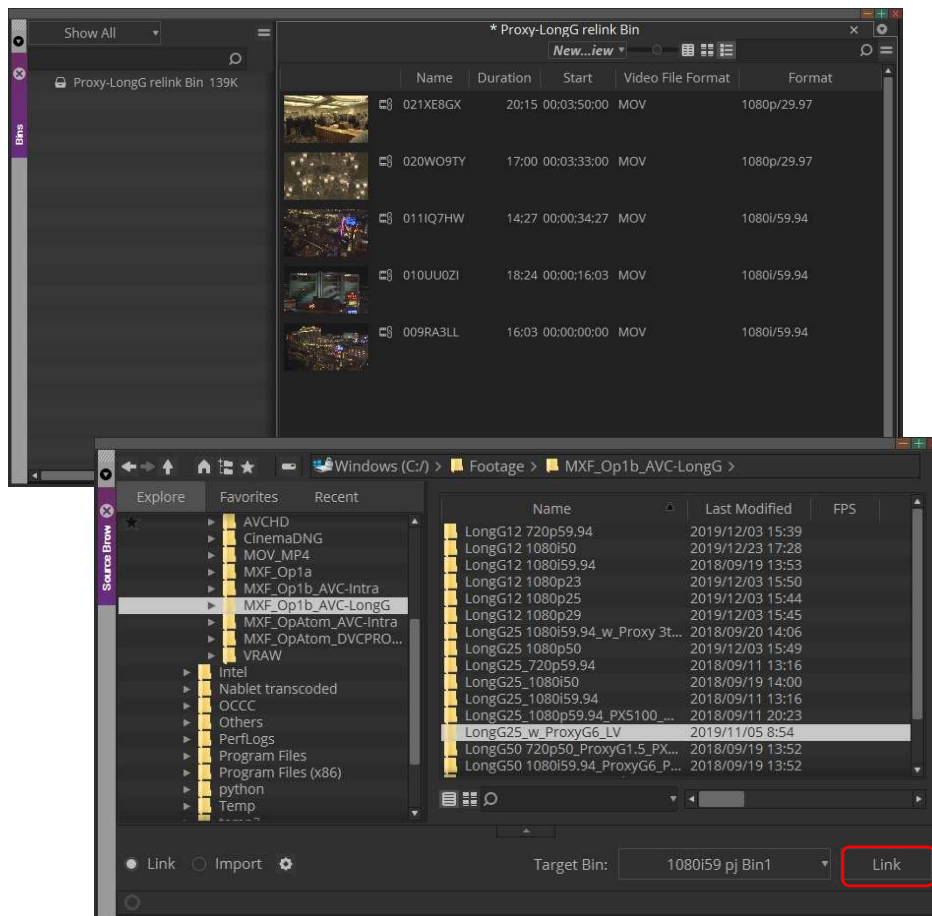 Show All
* Proxy-LongG relink Bin
New...iew
Bins
Proxy-LongG relink Bin 139K
Name Duration Start Video File Format Format
021XE8GX 20;15 00;03;50;00 MOV 1080p/29.97
020WO9TY 17;00 00;03;33;00 MOV 1080p/29.97
011IQ7HW 14;27 00;00;34;27 MOV 1080i/59.94
010UU0ZI 18;24 00;00;16;03 MOV 1080i/59.94
009RA3LL 16;03 00;00;00;00 MOV 1080i/59.94
Windows (C:/) > Footage > MXF_Op1b_AVC-LongG >
Source Brow
Explore Favorites Recent
AVCHD
CinemaDNG
MOV_MP4
MXF_Op1a
MXF_Op1b_AVC-Intra
MXF_Op1b_AVC-LongG
MXF_OpAtom_AVC-Intra
MXF_OpAtom_DVCPRO...
VRAW
Intel
Nablet transcoded
OCCC
Others
PerfLogs
Program Files
Program Files (x86)
python
Temp
Name Last Modified FPS
LongG12 720p59.94 2019/12/03 15:39
LongG12 1080i50 2019/12/23 17:28
LongG12 1080i59.94 2018/09/19 13:53
LongG12 1080p23 2019/12/03 15:50
LongG12 1080p25 2019/12/03 15:44
LongG12 1080p29 2019/12/03 15:45
LongG25 1080i59.94_w_Proxy 3t... 2018/09/20 14:06
LongG25 1080p50 2019/12/03 15:49
LongG25_720p59.94 2018/09/11 13:16
LongG25_1080i50 2018/09/19 14:00
LongG25_1080i59.94 2018/09/11 13:16
LongG25_1080p59.94_PX5100_... 2018/09/11 20:23
LongG25_w_ProxyG6_LV 2019/11/05 8:54
LongG50 720p50_ProxyG1.5_PX... 2018/09/19 13:52
LongG50 1080i59.94_ProxyG6_P... 2018/09/19 13:52
Link Import Target Bin: 1080i59 pj Bin1 Link